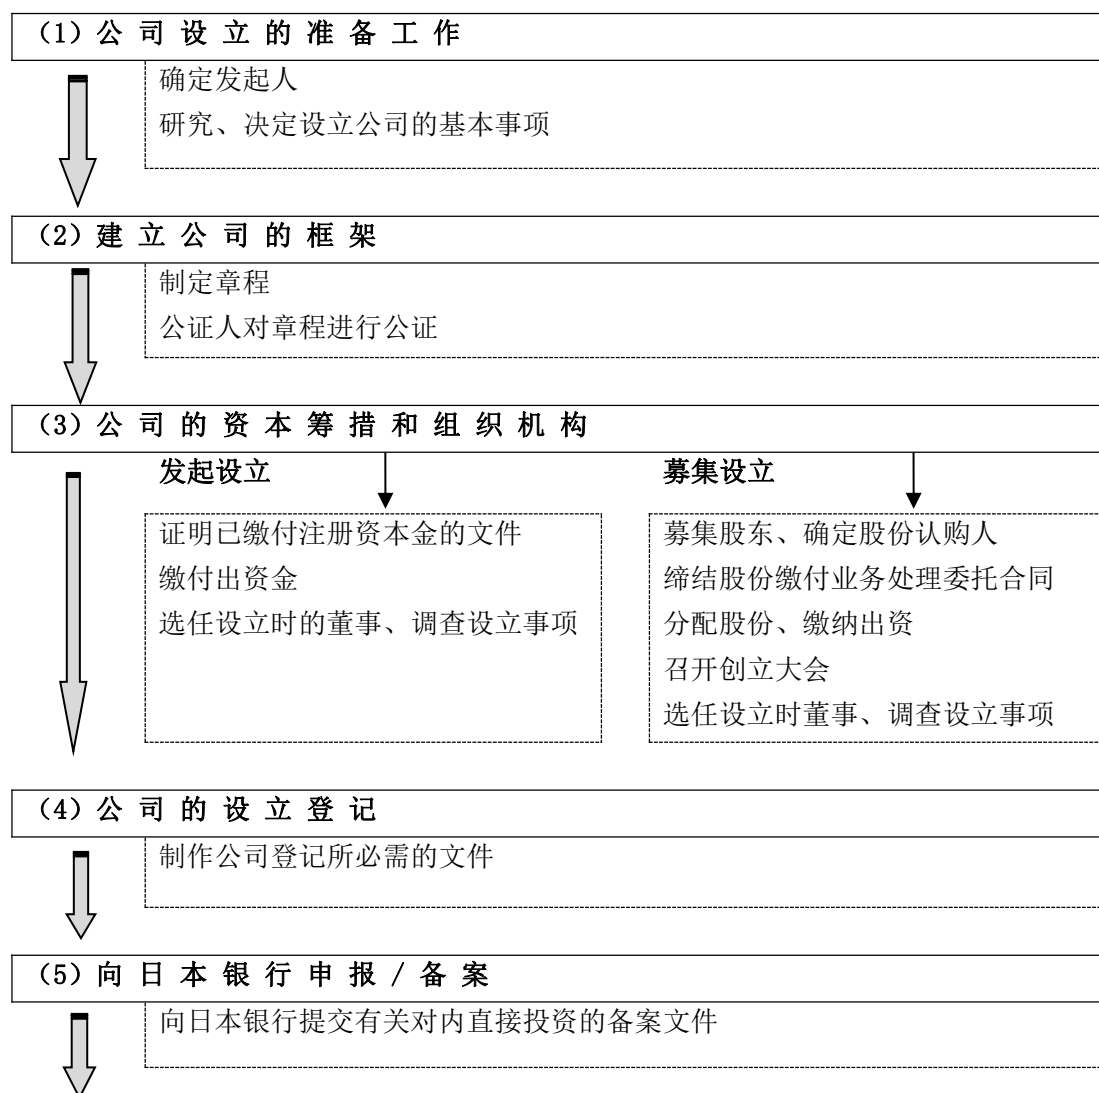 （1）公司设立的准备工作
确定发起人
研究、决定设立公司的基本事项
（2）建立公司的框架
制定章程
公证人对章程进行公证
（3）公司的资本筹措和组织机构
发起设立
证明已缴付注册资本金的文件
缴付出资金
选任设立时的董事、调查设立事项
募集设立
募集股东、确定股份认购人
缔结股份缴付业务处理委托合同
分配股份、缴纳出资
召开创立大会
选任设立时董事、调查设立事项
（4）公司的设立登记
制作公司登记所必需的文件
（5）向日本银行申报/备案
向日本银行提交有关对内直接投资的备案文件